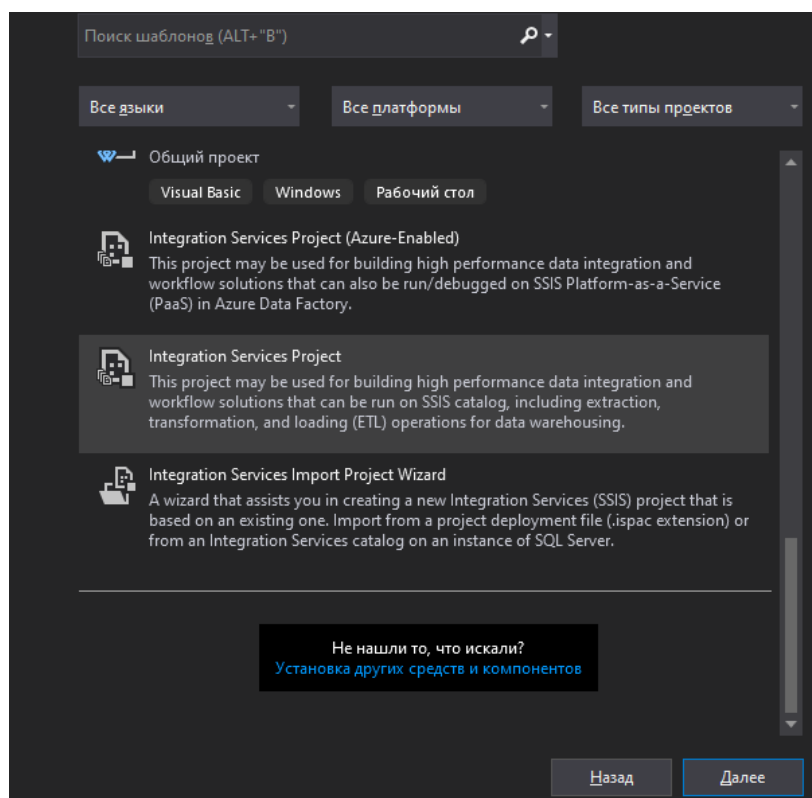 Поиск шаблонов (ALT+"B")
Все языки
Все платформы
Все типы проектов
Общий проект
Visual Basic
Windows
Рабочий стол
Integration Services Project (Azure-Enabled)
This project may be used for building high performance data integration and
workflow solutions that can also be run/debugged on SSIS Platform-as-a-Service
(PaaS) in Azure Data Factory.
Integration Services Project
This project may be used for building high performance data integration and
workflow solutions that can be run on SSIS catalog, including extraction,
transformation, and loading (ETL) operations for data warehousing.
Integration Services Import Project Wizard
A wizard that assists you in creating a new Integration Services (SSIS) project that is
based on an existing one. Import from a project deployment file (.ispac extension) or
from an Integration Services catalog on an instance of SQL Server.
Не нашли то, что искали?
Установка других средств и компонентов
Назад
Далее